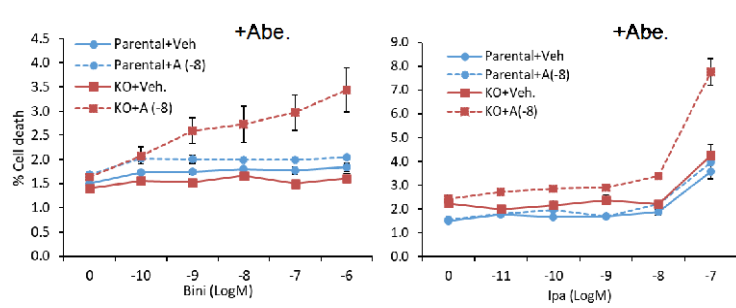 +Abe.
4.5
4.0
3.5
3.0
2.5
2.0
1.5
1.0
0.5
0.0
% Cell death
Parental+Veh
Parental+A (-8)
KO+Veh.
KO+A (-8)
0 -10 -9 -8 -7 -6
Bini (LogM)
+Abe.
9.0
8.0
7.0
6.0
5.0
4.0
3.0
2.0
1.0
0.0
Parental+Veh
Parental+A(-8)
KO+Veh
KO+A(-8)
0 -11 -10 -9 -8 -7
Ipa (LogM)